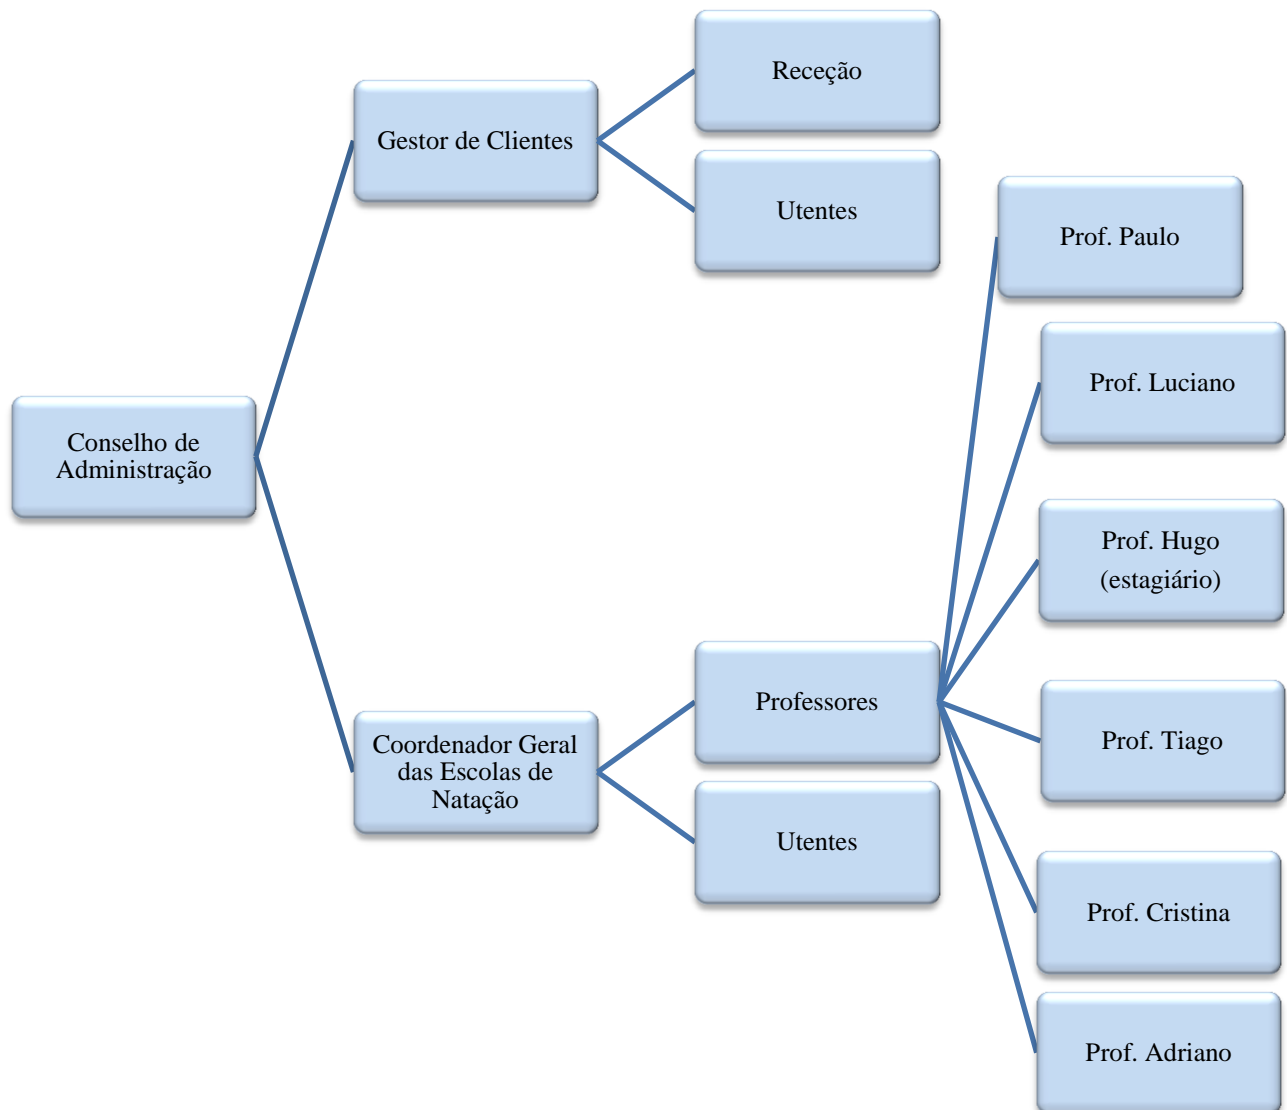 Receção
Gestor de Clientes
Utentes
Prof. Paulo
Prof. Luciano
Conselho de
Administração
Prof. Hugo
(estagiário)
Professores
Prof. Tiago
Coordenador Geral
das Escolas de
Natação
Utentes
Prof. Cristina
Prof. Adriano